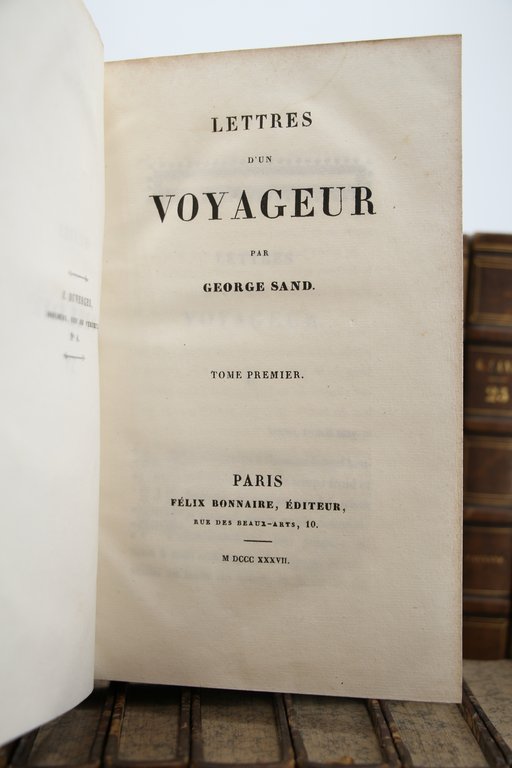 LETTRES
D'UN
VOYAGEUR
PAR
GEORGE SAND.
TOME PREMIER.
PARIS
FÉLIX BONNAIRE, ÉDITEUR,
RUE DES BEAUX-ARTS, 10.
M DCCC XXXVII.
25